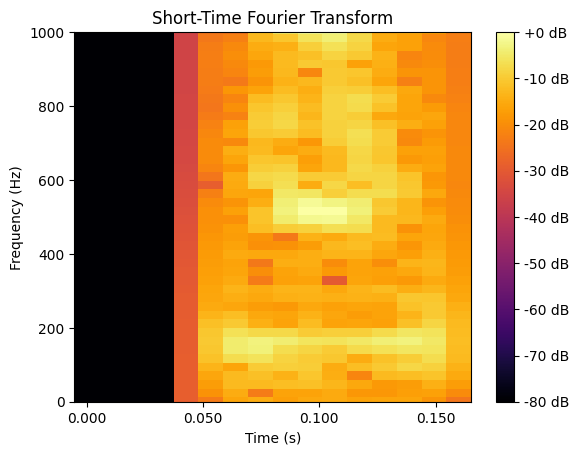 Short-Time Fourier Transform
1000
800
600
400
200
0
Frequency (Hz)
0.000
0.050
0.100
0.150
Time (s)
+0 dB
-10 dB
-20 dB
-30 dB
-40 dB
-50 dB
-60 dB
-70 dB
-80 dB